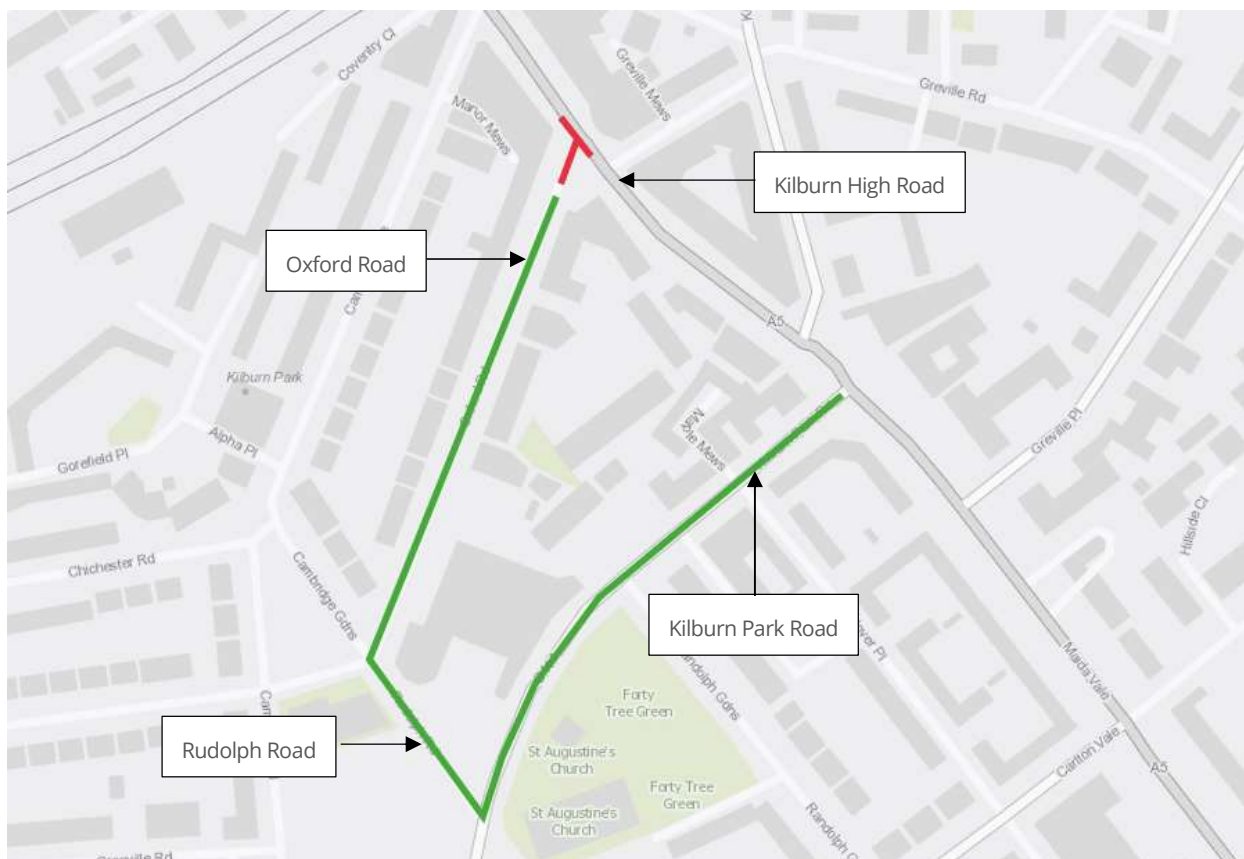 Coventry Cl
Greville Mews
Greville Rd
Manor Mews
Kilburn High Road
Oxford Road
A5
Kilburn Park
Greville Pl
Alpha Pl
Gorefield Pl
Mews
Hillside Cl
Chichester Rd
Cambridge Gdns
Kilburn Park Road
Maida Vale
Randolph Gdns
Forty
Tree Green
Rudolph Road
St Augustine's
Church
Carlton Vale
A5
Forty Tree
Green
St Augustine's
Church
Randolph G